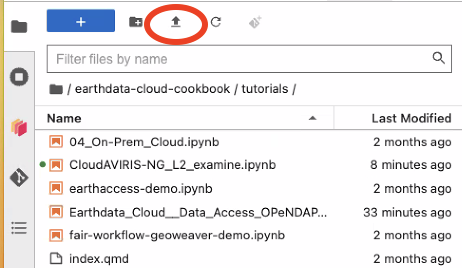 +
Filter files by name
/ earthdata-cloud-cookbook / tutorials /
Name Last Modified
04_On-Prem_Cloud.ipynb 2 months ago
CloudAVIRIS-NG_L2_examine.ipynb 8 minutes ago
earthaccess-demo.ipynb 2 months ago
Earthdata_Cloud__Data_Access_OPeNDAP... 33 minutes ago
fair-workflow-geoweaver-demo.ipynb 2 months ago
index.qmd 2 months ago